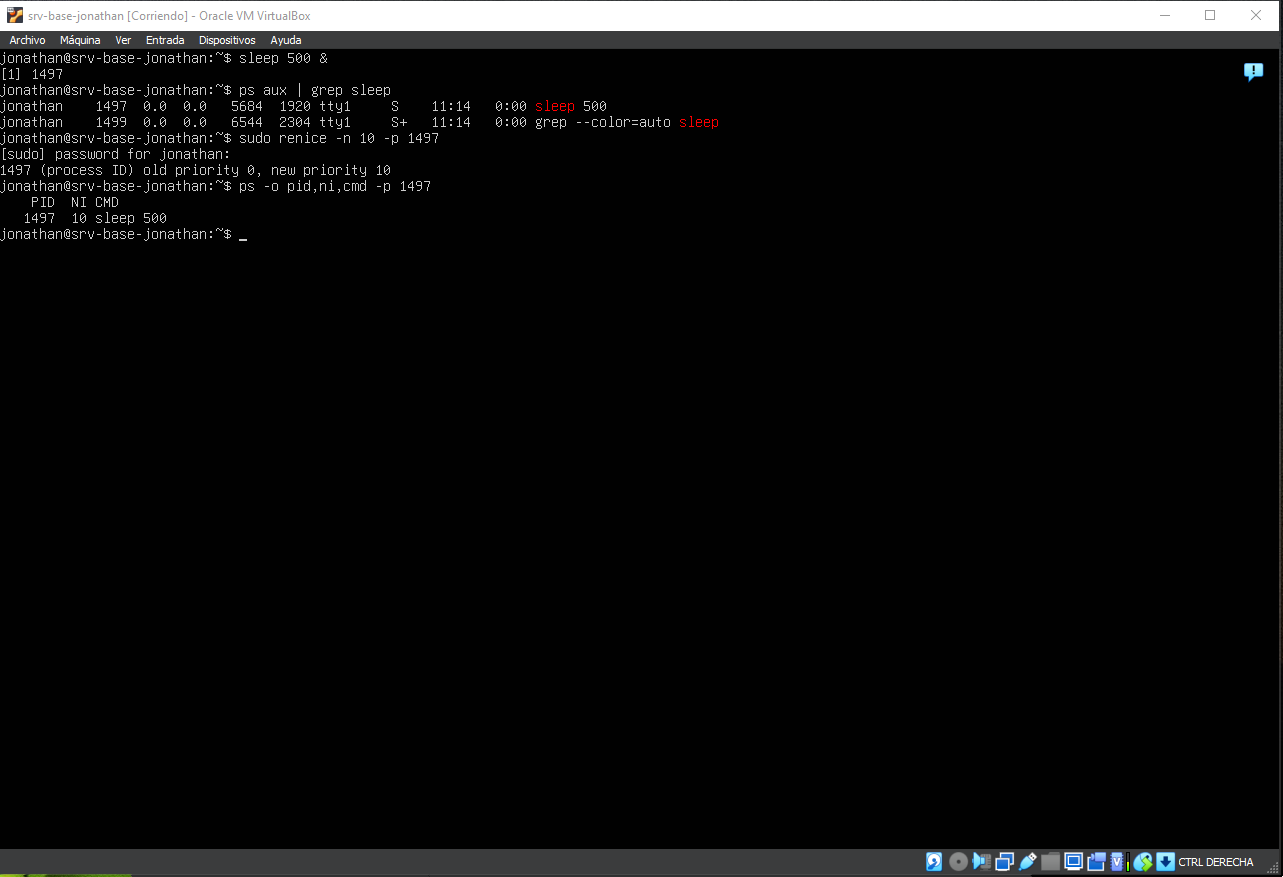 srv-base-jonathan [Corriendo] - Oracle VM VirtualBox
Archivo Máquina Ver Entrada Dispositivos Ayuda
jonathan@srv-base-jonathan:~$ sleep 500 &
[1] 1497
jonathan@srv-base-jonathan:~$ ps aux | grep sleep
jonathan    1497  0.0  0.0   5684  1920 tty1     S    11:14   0:00 sleep 500
jonathan    1499  0.0  0.0   6544  2304 tty1     S+   11:14   0:00 grep --color=auto sleep
jonathan@srv-base-jonathan:~$ sudo renice -n 10 -p 1497
[sudo] password for jonathan:
1497 (process ID) old priority 0, new priority 10
jonathan@srv-base-jonathan:~$ ps -o pid,ni,cmd -p 1497
    PID  NI CMD
   1497  10 sleep 500
jonathan@srv-base-jonathan:~$ _
CTRL DERECHA